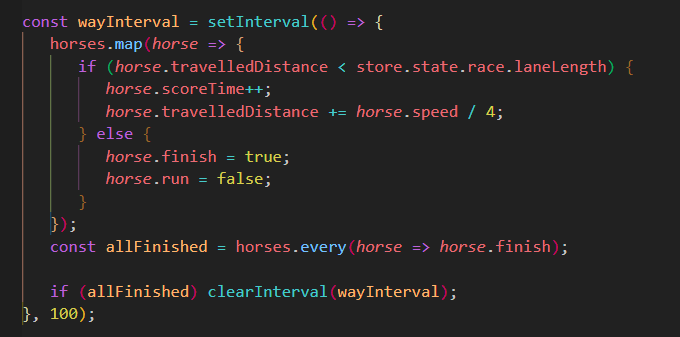 const wayInterval = setInterval(() => {
horses.map(horse => {
if (horse.travelledDistance < store.state.race.laneLength) {
horse.scoreTime++;
horse.travelledDistance += horse.speed / 4;
} else {
horse.finish = true;
horse.run = false;
}
});
const allFinished = horses.every(horse => horse.finish);
if (allFinished) clearInterval(wayInterval);
}, 100);